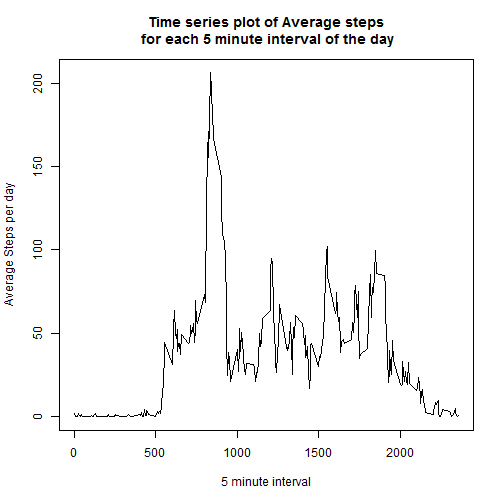 Time series plot of Average steps
for each 5 minute interval of the day
Average Steps per day
200
150
100
50
0
0 500 1000 1500 2000
5 minute interval